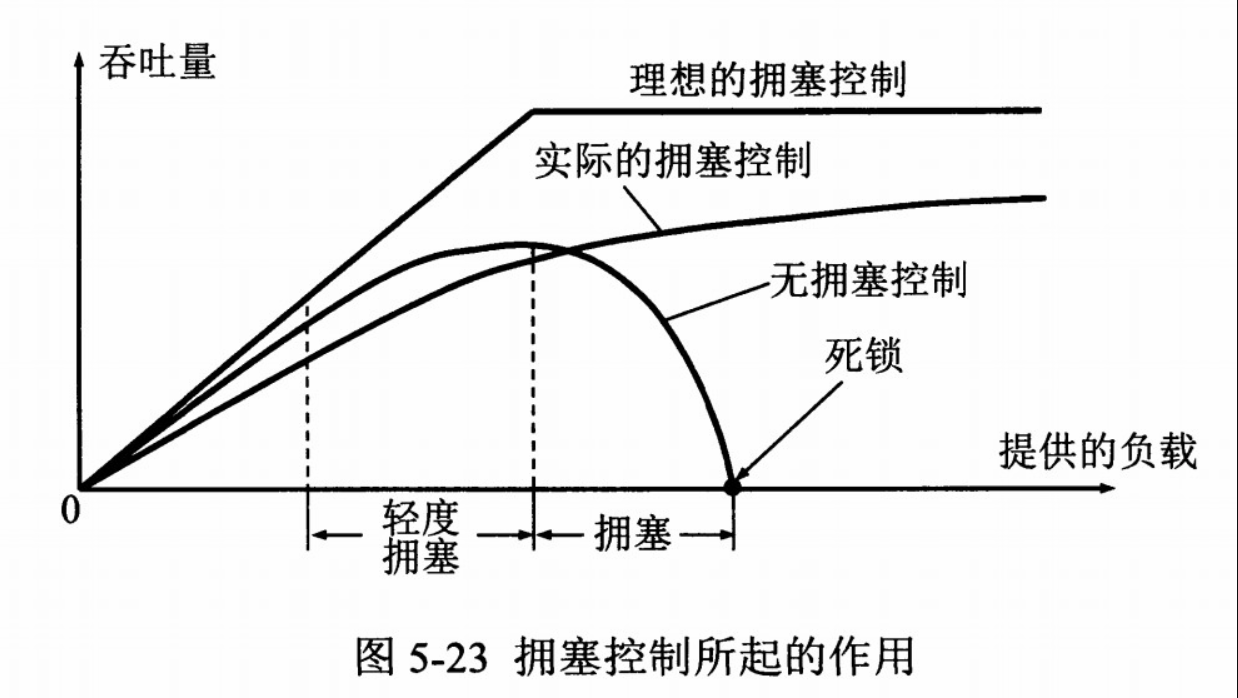 吞吐量
理想的拥塞控制
实际的拥塞控制
无拥塞控制
死锁
提供的负载
0
轻度
拥塞
拥塞
图 5-23 拥塞控制所起的作用